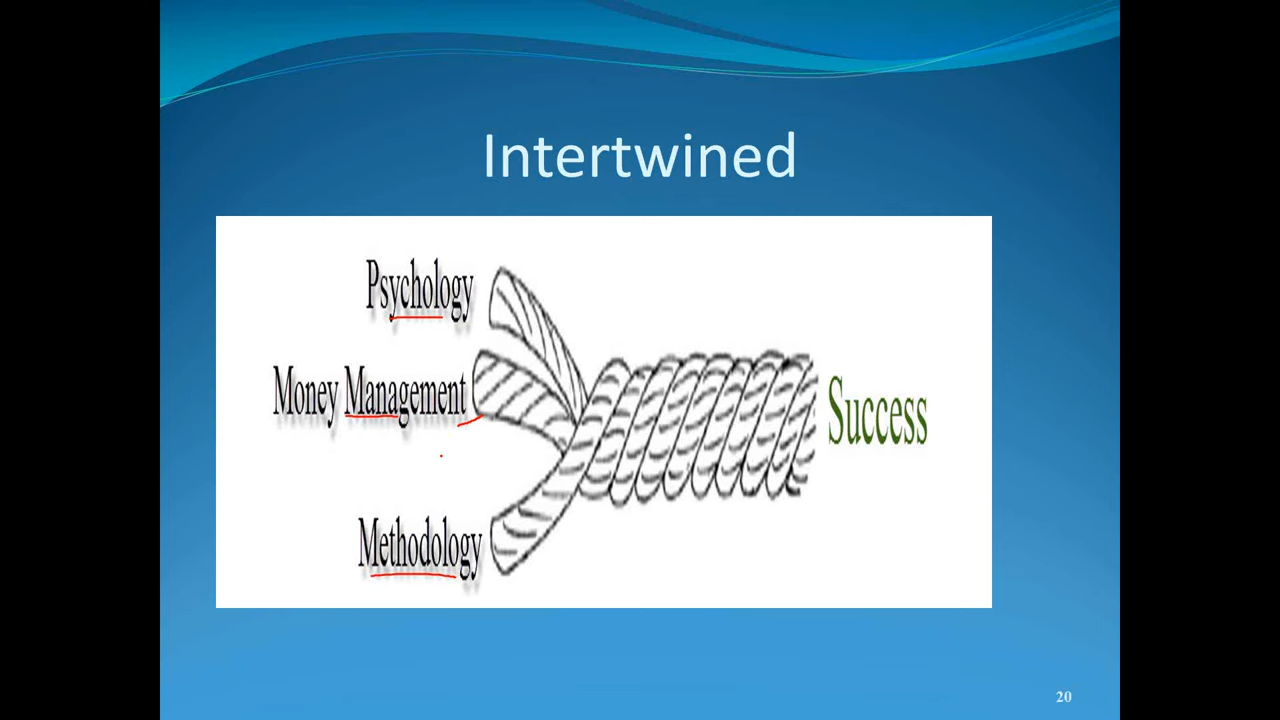 Intertwined
Psychology
Money Management
Success
Methodology
20